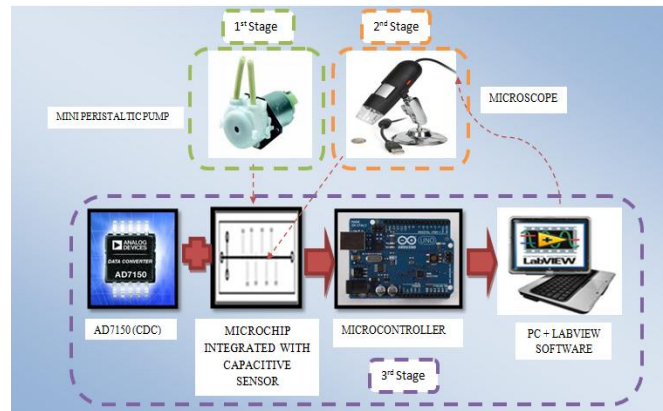 1st Stage
2nd Stage
MINI PERISTALTIC PUMP
MICROSCOPE
ANALOG
DEVICES
DATA CONVERTER
AD7150
ARDUINO
UNO
LabVIEW
AD7150 (CDC)
MICROCHIP
INTEGRATED WITH
CAPACITIVE
SENSOR
MICROCONTROLLER
PC + LABVIEW
SOFTWARE
3rd Stage